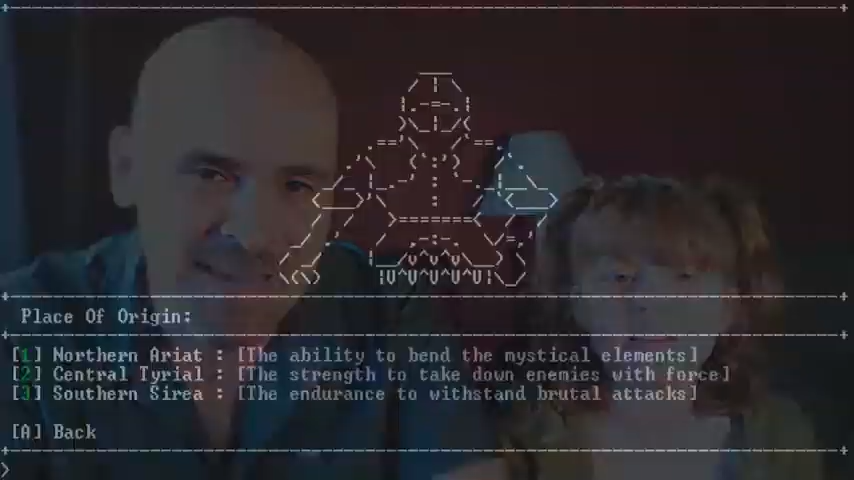 Place Of Origin:
[1] Northern Ariat : [The ability to bend the mystical elements]
[2] Central Tyrial : [The strength to take down enemies with force]
[3] Southern Sirea : [The endurance to withstand brutal attacks]
[A] Back
>